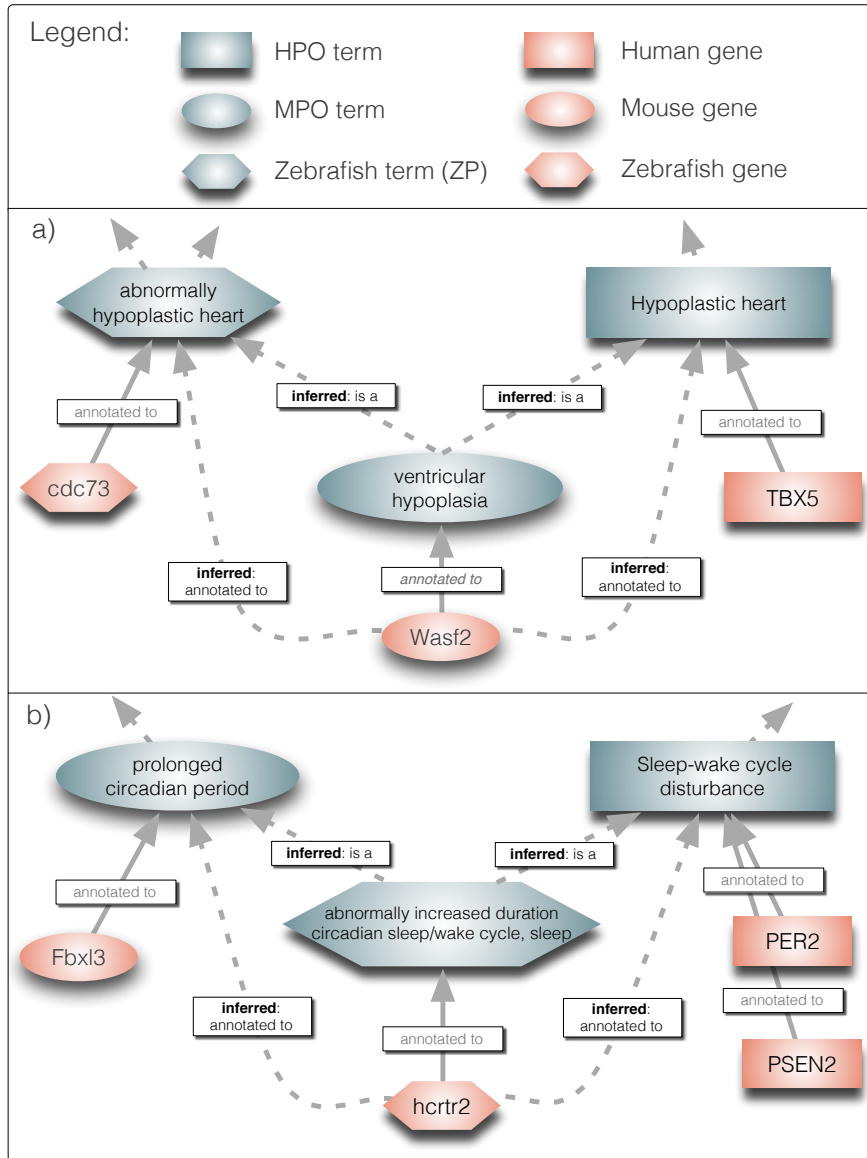 Legend:
HPO term
Human gene
MPO term
Mouse gene
Zebrafish term (ZP)
Zebrafish gene
a)
abnormally
hypoplastic heart
Hypoplastic heart
inferred: is a
inferred: is a
annotated to
annotated to
cdc73
ventricular
hypoplasia
TBX5
inferred:
annotated to
annotated to
inferred:
annotated to
Wasf2
b)
prolonged
circadian period
Sleep-wake cycle
disturbance
inferred: is a
inferred: is a
annotated to
annotated to
abnormally increased duration
circadian sleep/wake cycle, sleep
Fbxl3
PER2
inferred:
annotated to
inferred:
annotated to
annotated to
annotated to
PSEN2
hcrtr2